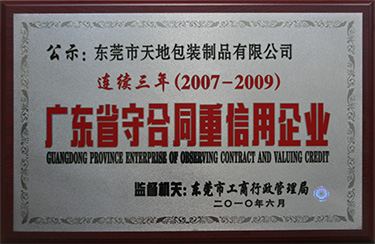 公示：东莞市天地包装制品有限公司
连续三年(2007-2009)
广东省守合同重信用企业
GUANGDONG PROVINCE ENTERPRISE OF OBSERVING CONTRACT AND VALUING CREDIT
监督机关：东莞市工商行政管理局
二〇一〇年六月